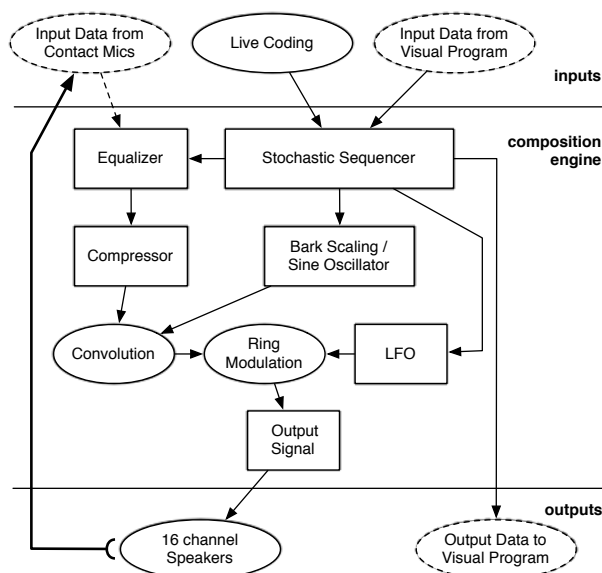 Input Data from
Contact Mics
Live Coding
Input Data from
Visual Program
inputs
Equalizer
Stochastic Sequencer
composition
engine
Compressor
Bark Scaling /
Sine Oscillator
Convolution
Ring
Modulation
LFO
Output
Signal
outputs
16 channel
Speakers
Output Data to
Visual Program